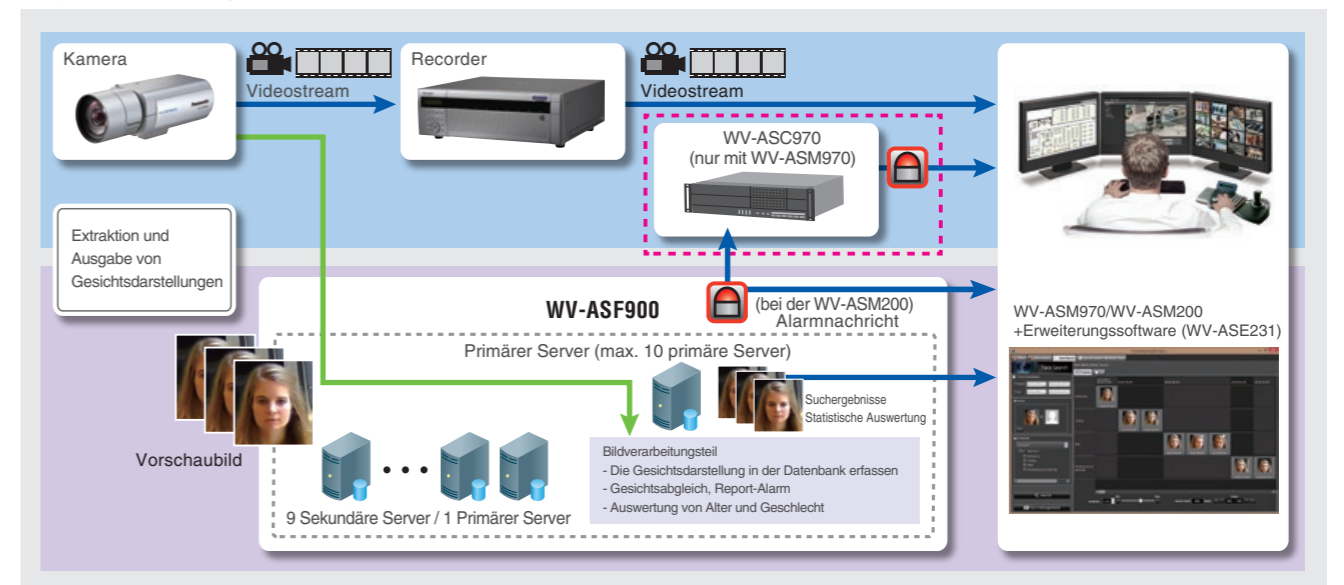 Kamera
Videostream
Recorder
Videostream
WV-ASC970
(nur mit WV-ASM970)
Extraktion und
Ausgabe von
Gesichtsdarstellungen
WV-ASF900
(bei der WV-ASM200)
Alarmnachricht
WV-ASM970/WV-ASM200
+Erweiterungssoftware (WV-ASE231)
Primärer Server (max. 10 primäre Server)
Suchergebnisse
Statistische Auswertung
Vorschaubild
Bildverarbeitungsteil
- Die Gesichtsdarstellung in der Datenbank erfassen
- Gesichtsabgleich, Report-Alarm
- Auswertung von Alter und Geschlecht
9 Sekundäre Server / 1 Primärer Server
Face Search